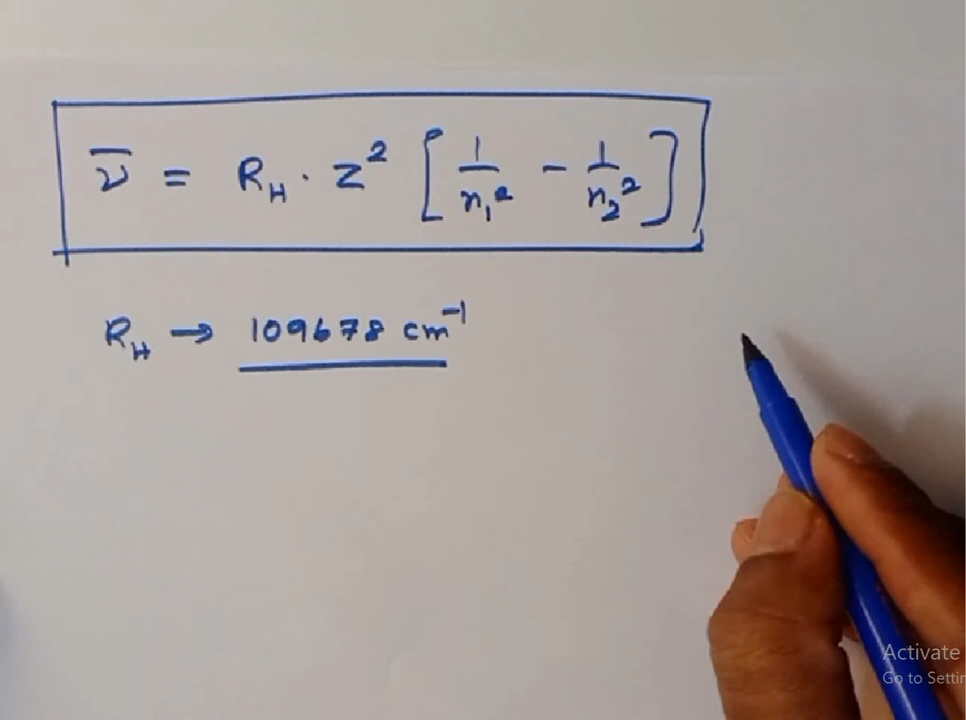 ν̅ = R_H . Z² [ 1/n₁² − 1/n₂² ]
R_H → 109678 cm⁻¹
Activate
Go to Settin